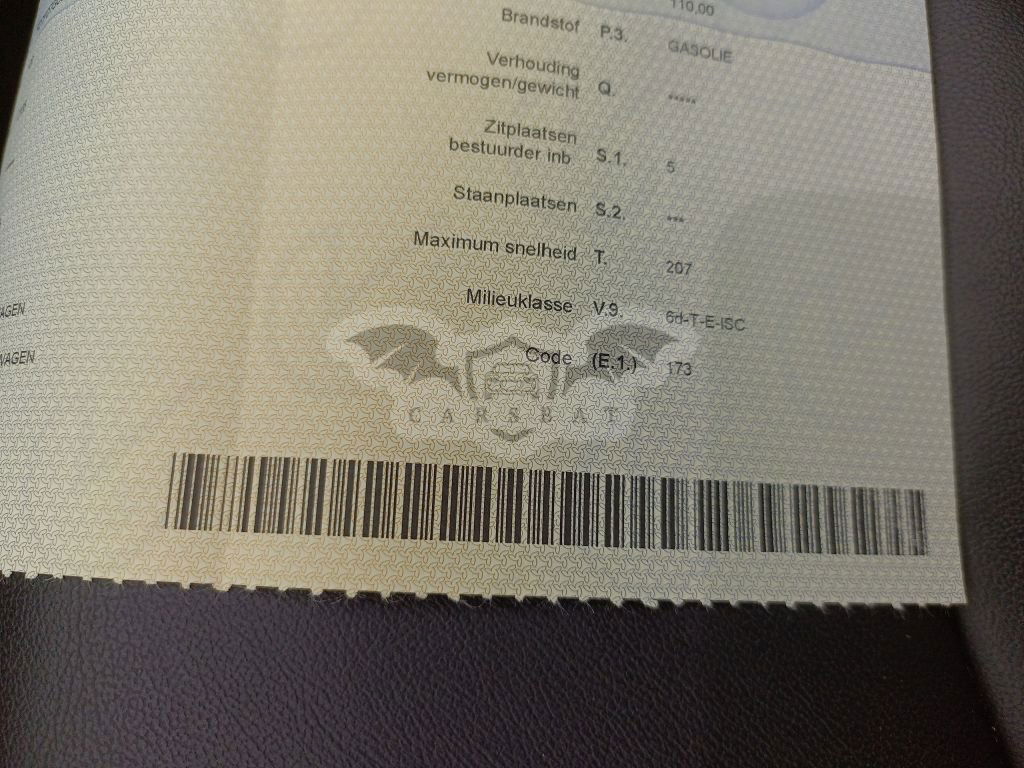 110,00
Brandstof P.3. GASOLIE
Verhouding
vermogen/gewicht Q. *****
Zitplaatsen
bestuurder inb S.1. 5
Staanplaatsen S.2. ***
Maximum snelheid T. 207
Milieuklasse V.9. 6d-T-E-ISC
AGEN
Code (E.1.) 173
VAGEN
CARSBAT